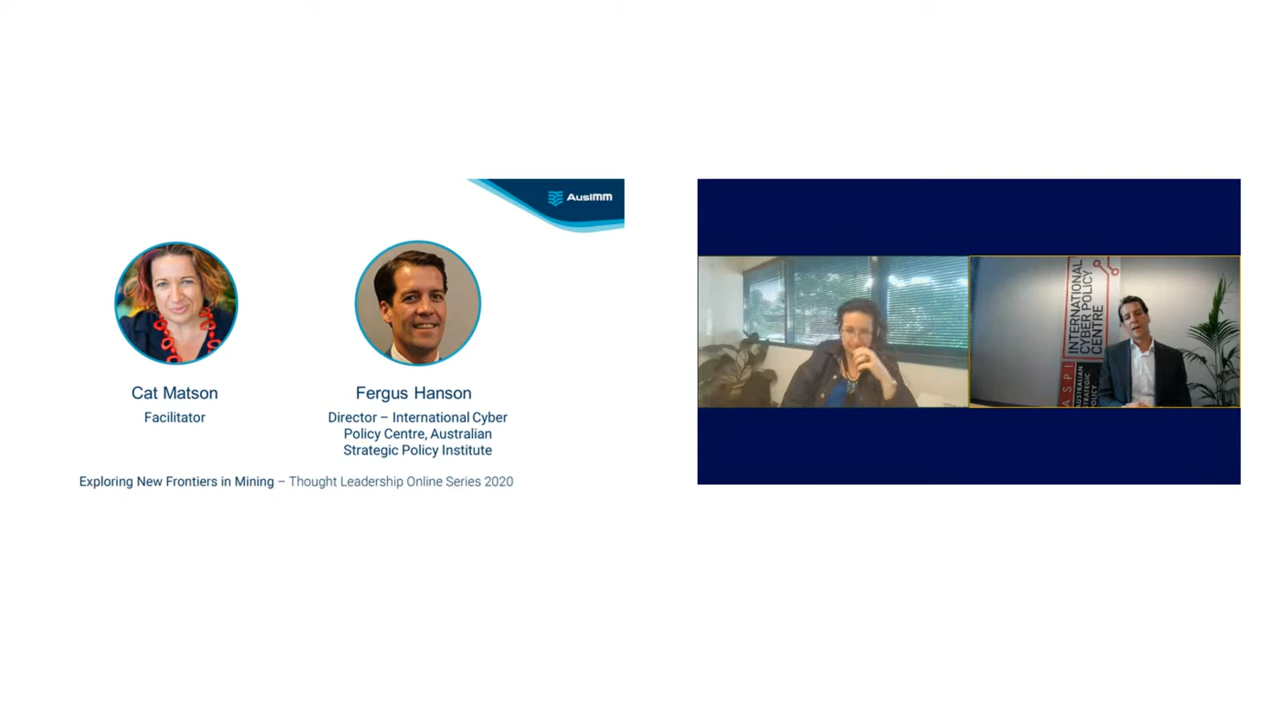 AusIMM
Cat Matson
Facilitator
Fergus Hanson
Director – International Cyber
Policy Centre, Australian
Strategic Policy Institute
Exploring New Frontiers in Mining – Thought Leadership Online Series 2020
INTERNATIONAL
CYBER POLICY
CENTRE
ASPI
AUSTRALIAN
STRATEGIC
POLICY